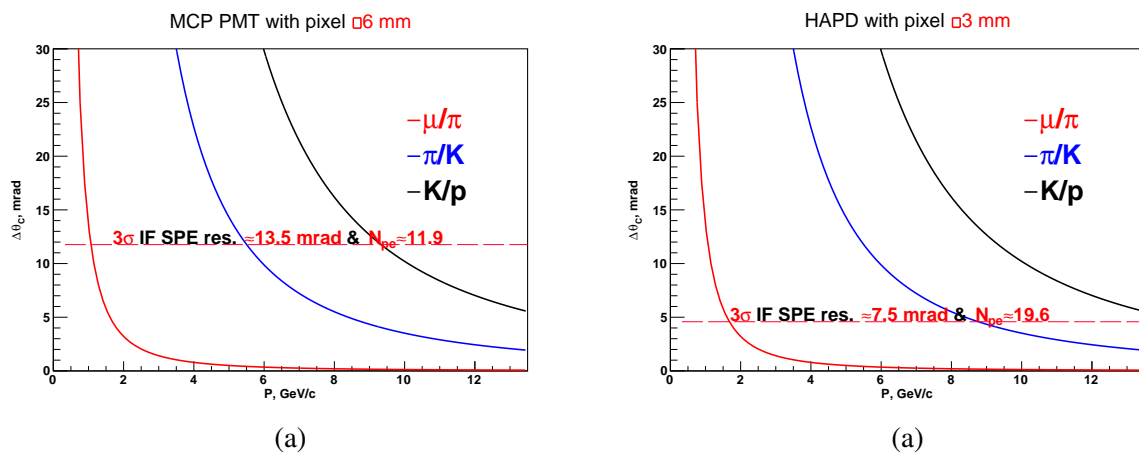 MCP PMT with pixel □6 mm
30
25
20
15
10
5
0
Δθc, mrad
–μ/π
–π/K
–K/p
3σ IF SPE res. ≈13.5 mrad & Npe≈11.9
0 2 4 6 8 10 12
P, GeV/c
(a)
HAPD with pixel □3 mm
30
25
20
15
10
5
0
Δθc, mrad
–μ/π
–π/K
–K/p
3σ IF SPE res. ≈7.5 mrad & Npe≈19.6
0 2 4 6 8 10 12
P, GeV/c
(a)